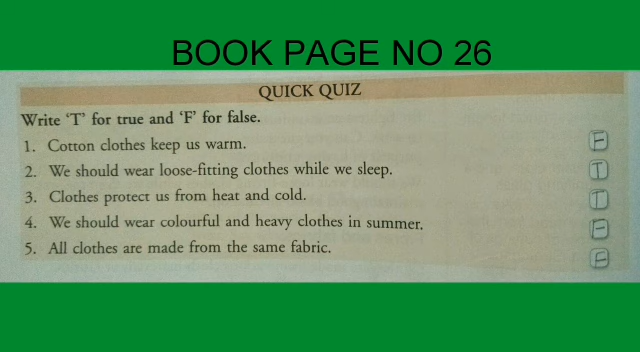 BOOK PAGE NO 26
QUICK QUIZ
Write 'T' for true and 'F' for false.
1. Cotton clothes keep us warm. F
2. We should wear loose-fitting clothes while we sleep. T
3. Clothes protect us from heat and cold. T
4. We should wear colourful and heavy clothes in summer. F
5. All clothes are made from the same fabric. F